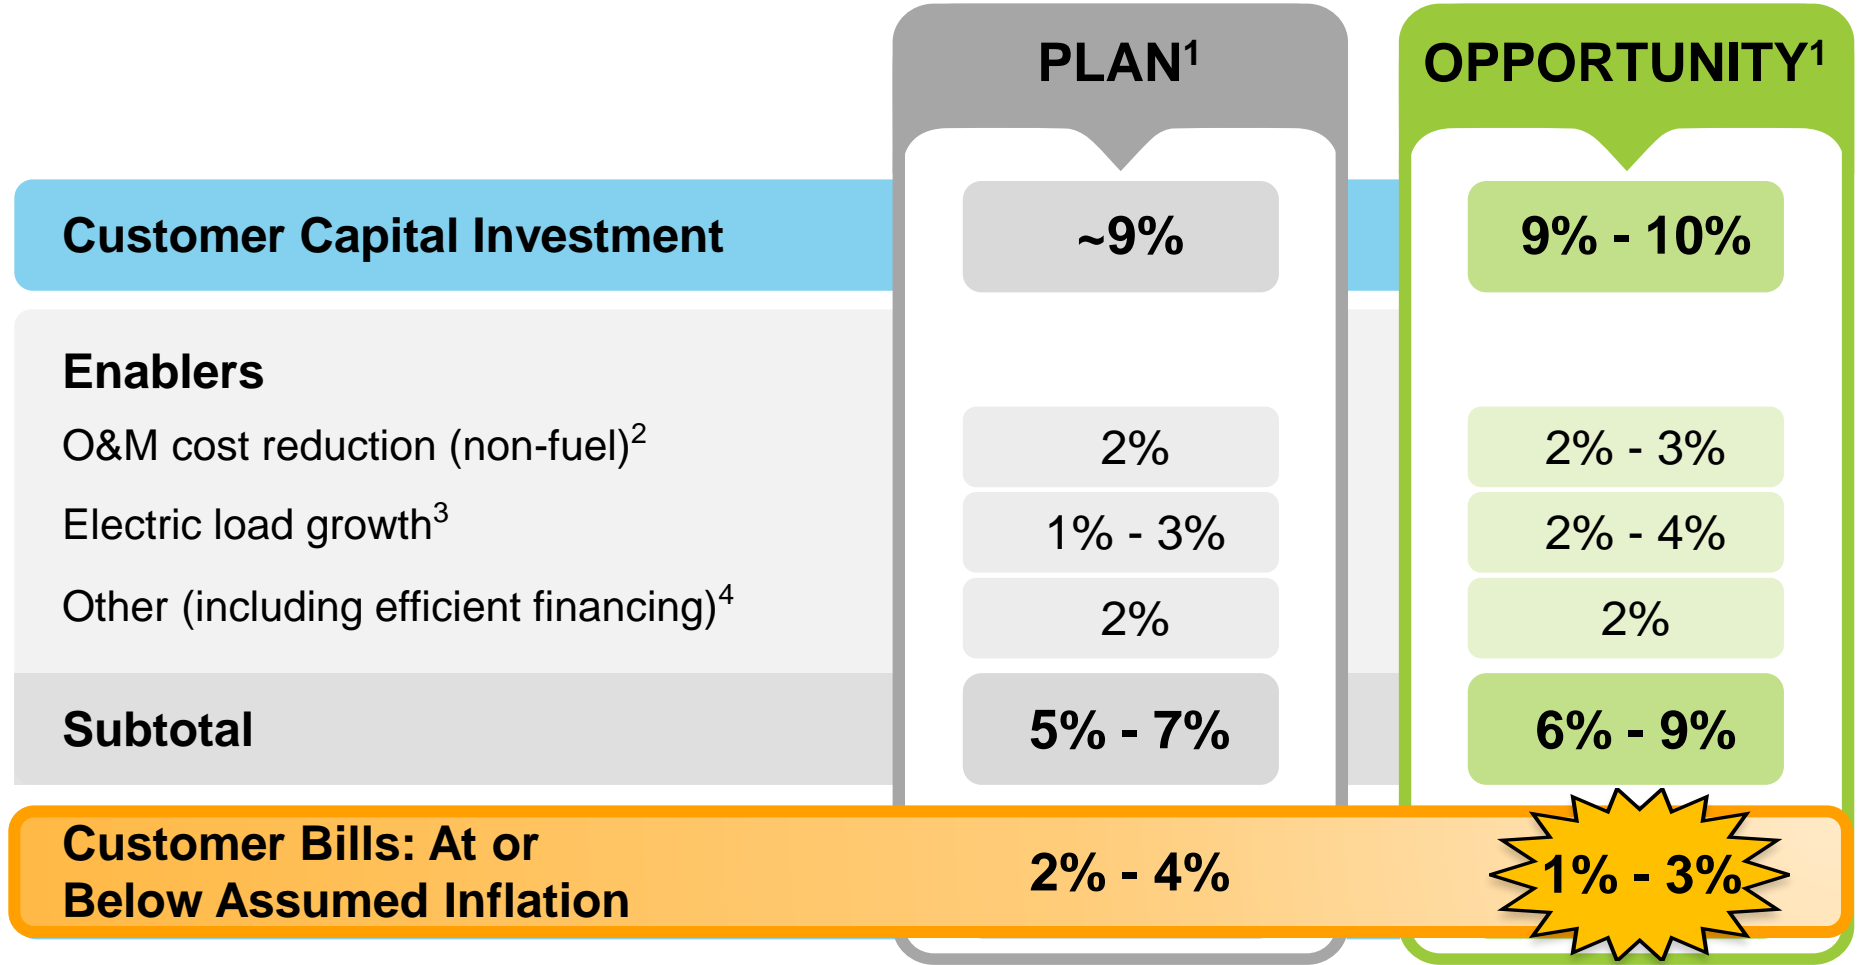 PLAN¹
OPPORTUNITY¹
Customer Capital Investment
~9%
9% - 10%
Enablers
O&M cost reduction (non-fuel)²
2%
2% - 3%
Electric load growth³
1% - 3%
2% - 4%
Other (including efficient financing)⁴
2%
2%
Subtotal
5% - 7%
6% - 9%
Customer Bills: At or
Below Assumed Inflation
2% - 4%
1% - 3%